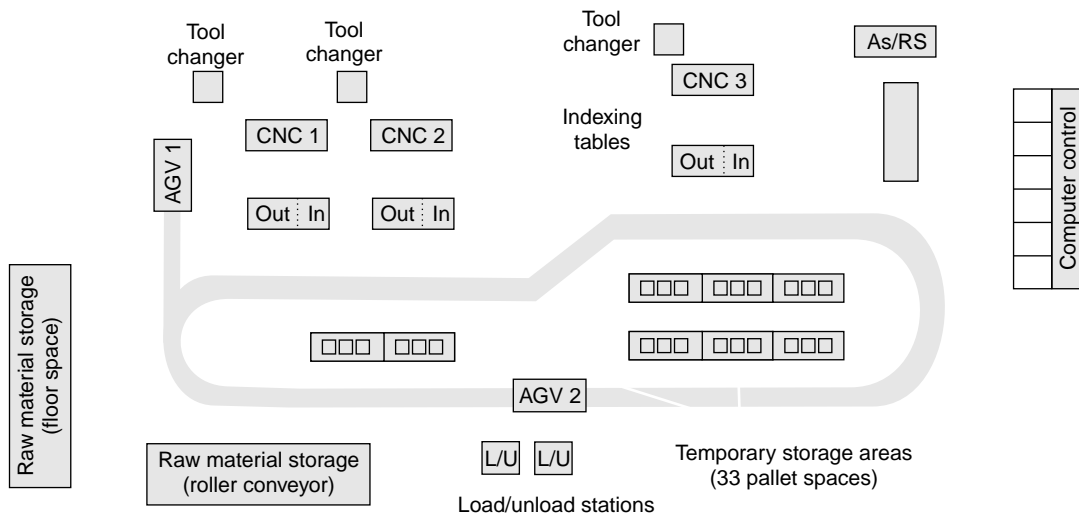 Tool
changer
Tool
changer
Tool
changer
As/RS
CNC 3
CNC 1
CNC 2
Indexing
tables
Out In
AGV 1
Out In
Out In
Computer control
Raw material storage
(floor space)
AGV 2
Raw material storage
(roller conveyor)
L/U
L/U
Load/unload stations
Temporary storage areas
(33 pallet spaces)